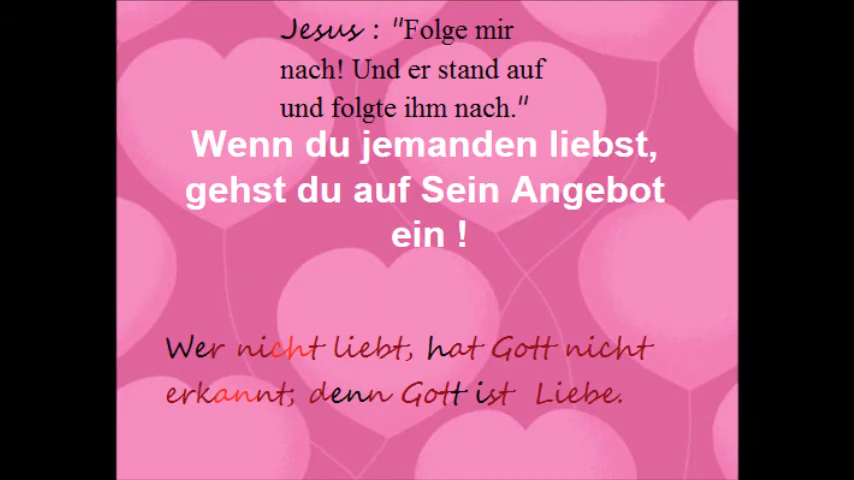 Jesus : "Folge mir
nach! Und er stand auf
und folgte ihm nach."
Wenn du jemanden liebst,
gehst du auf Sein Angebot
ein !
Wer nicht liebt, hat Gott nicht
erkannt; denn Gott ist Liebe.